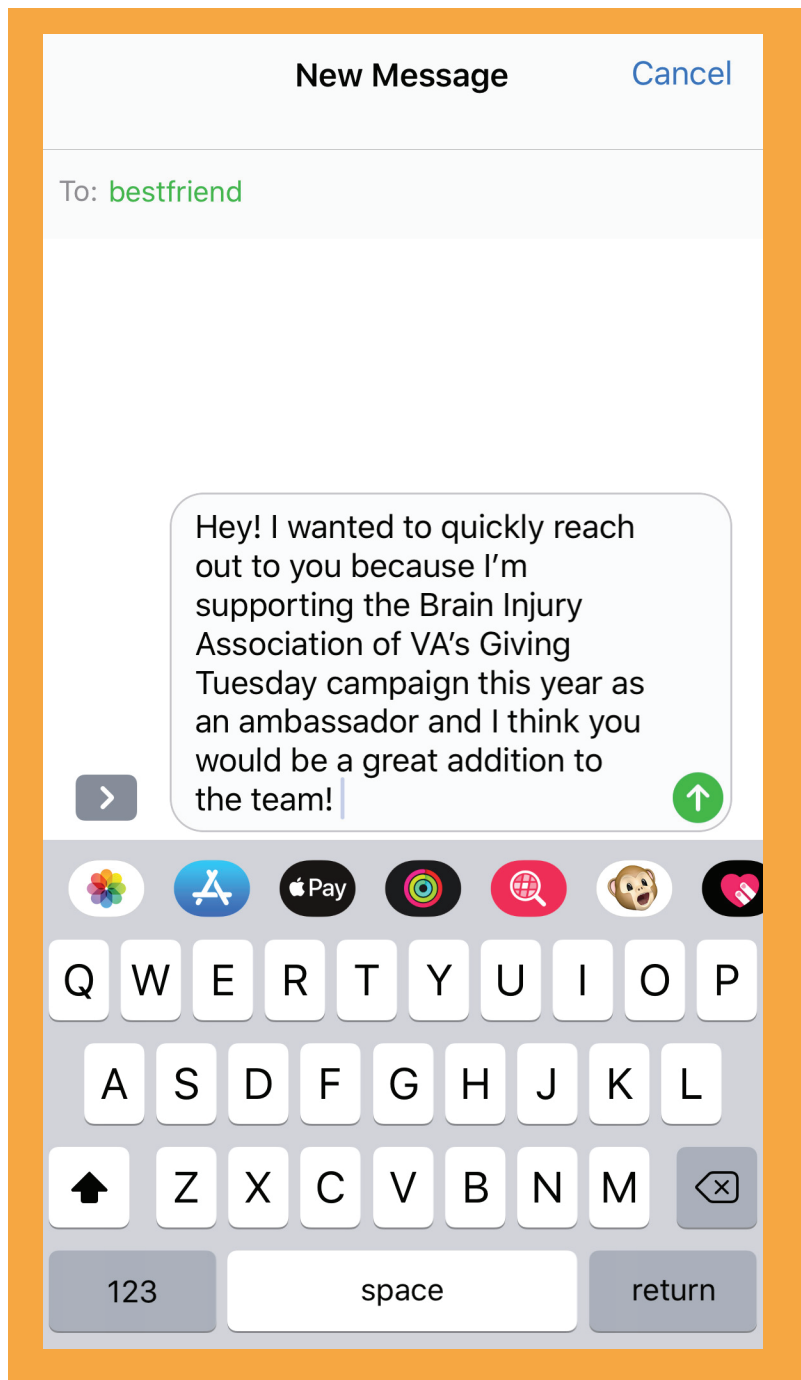 New Message Cancel
To: bestfriend
Hey! I wanted to quickly reach
out to you because I’m
supporting the Brain Injury
Association of VA’s Giving
Tuesday campaign this year as
an ambassador and I think you
would be a great addition to
the team!
Pay
Q W E R T Y U I O P
A S D F G H J K L
Z X C V B N M
123 space return